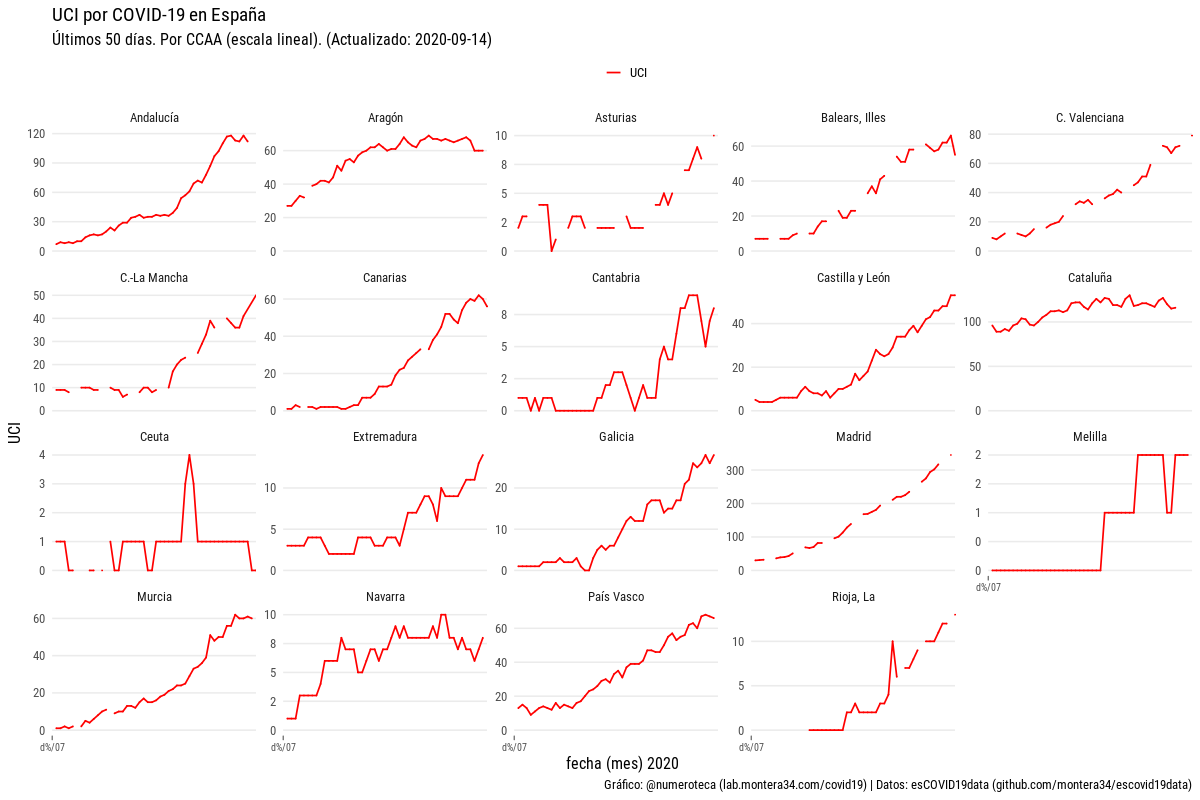 UCI por COVID-19 en España
Últimos 50 días. Por CCAA (escala lineal). (Actualizado: 2020-09-14)
UCI
Andalucía
Aragón
Asturias
Balears, Illes
C. Valenciana
120
90
60
30
0
60
40
20
0
10
8
5
2
0
60
40
20
0
80
60
40
20
0
C.-La Mancha
Canarias
Cantabria
Castilla y León
Cataluña
50
40
30
20
10
0
60
40
20
0
8
5
2
0
40
20
0
100
50
0
UCI
Ceuta
Extremadura
Galicia
Madrid
Melilla
4
3
2
1
0
10
5
0
20
10
0
300
200
100
0
2
2
1
0
0
d%/07
Murcia
Navarra
País Vasco
Rioja, La
60
40
20
0
10
8
5
2
0
60
40
20
0
10
5
0
d%/07
d%/07
d%/07
d%/07
fecha (mes) 2020
Gráfico: @numeroteca (lab.montera34.com/covid19) | Datos: esCOVID19data (github.com/montera34/escovid19data)